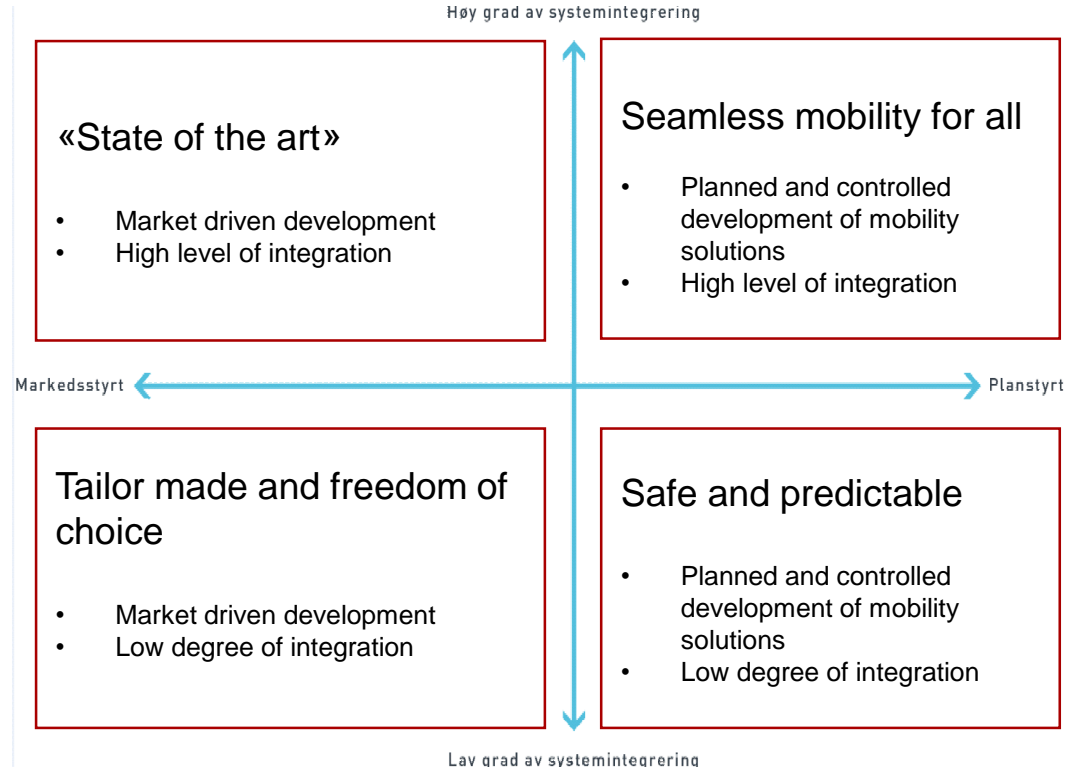 Høy grad av systemintegrering
«State of the art»
• Market driven development
• High level of integration
Seamless mobility for all
• Planned and controlled
development of mobility
solutions
• High level of integration
Markedsstyrt
Planstyrt
Tailor made and freedom of
choice
• Market driven development
• Low degree of integration
Safe and predictable
• Planned and controlled
development of mobility
solutions
• Low degree of integration
Lav grad av systemintegrering